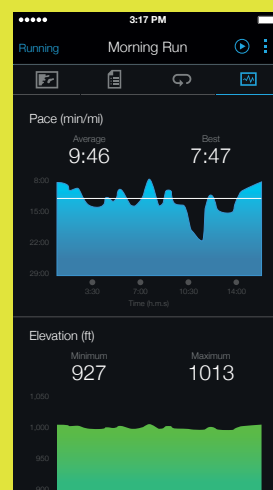 3:17 PM
Running Morning Run
Pace (min/mi)
Average Best
9:46 7:47
8:00
15:00
22:00
29:00
3:30 7:00 10:30 14:00
Time (h.m.s)
Elevation (ft)
Minimum Maximum
927 1013
1,050
1,000
950
900